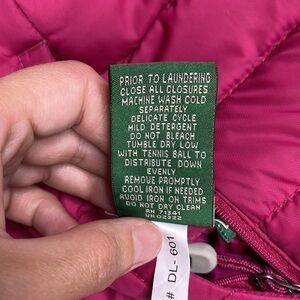 PRIOR TO LAUNDERING
CLOSE ALL CLOSURES
MACHINE WASH COLD
SEPARATELY
DELICATE CYCLE
MILD DETERGENT
DO NOT BLEACH
TUMBLE DRY LOW
WITH TENNIS BALL TO
DISTRIBUTE DOWN
EVENLY
REMOVE PROMPTLY
COOL IRON IF NEEDED
AVOID IRON ON TRIMS
DO NOT DRY CLEAN
RN 71341
# DL- 601